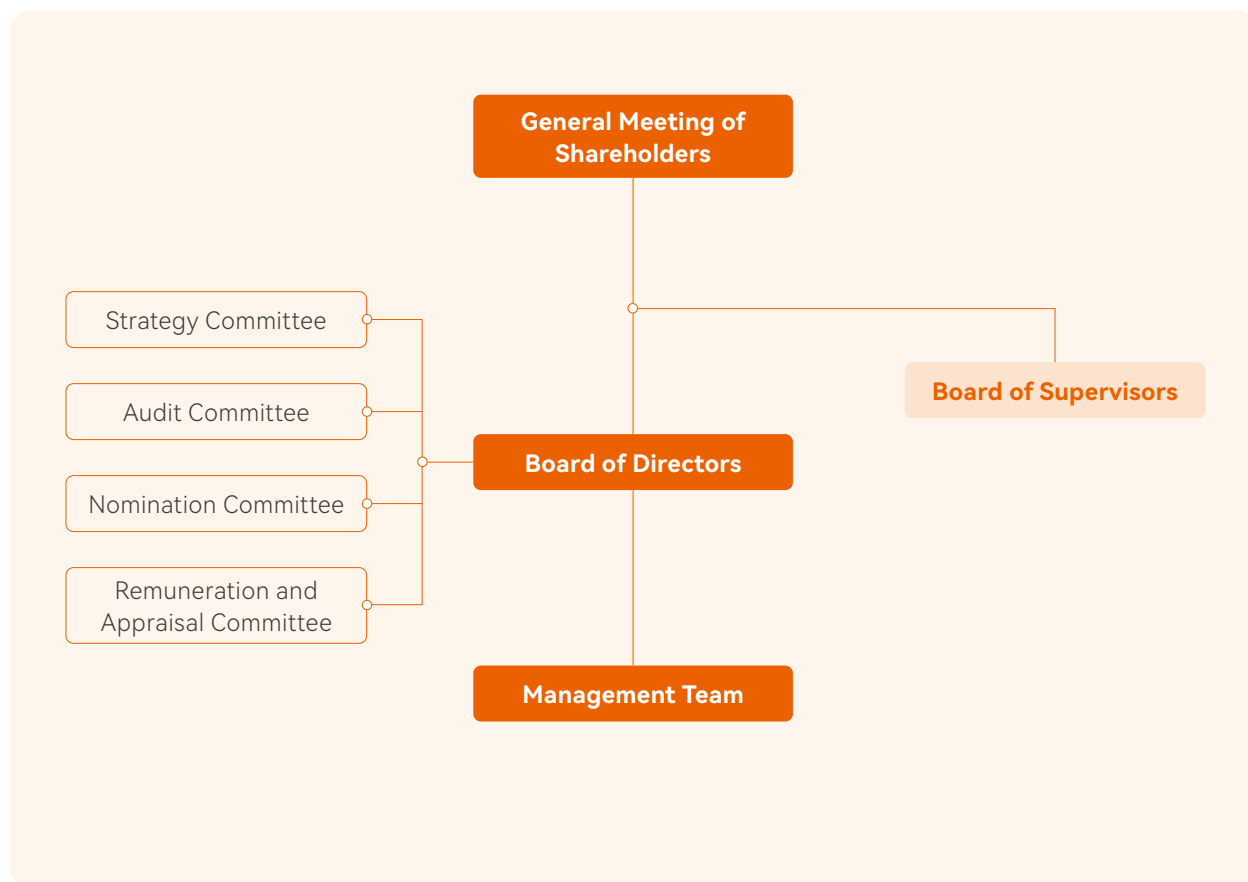 General Meeting of
Shareholders
Strategy Committee
Audit Committee
Nomination Committee
Remuneration and
Appraisal Committee
Board of Directors
Board of Supervisors
Management Team